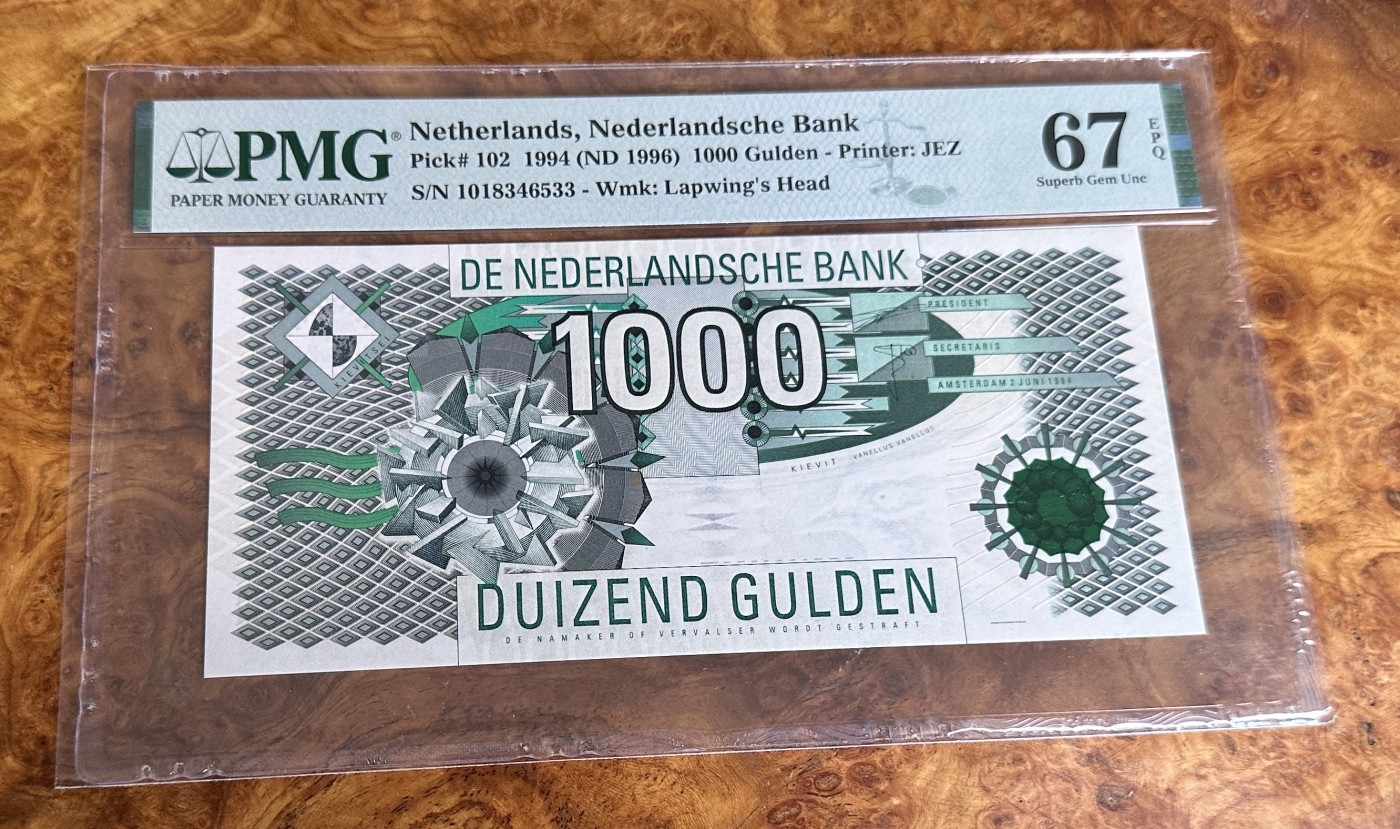 PMG®
PAPER MONEY GUARANTY
Netherlands, Nederlandsche Bank
Pick# 102 1994 (ND 1996) 1000 Gulden - Printer: JEZ
S/N 1018346533 - Wmk: Lapwing's Head
67
EPQ
Superb Gem Unc
DE NEDERLANDSCHE BANK
1000
PRESIDENT
SECRETARIS
AMSTERDAM 2 JUNI 1994
KIEVITSEI
KIEVIT VANELLUS VANELLUS
DUIZEND GULDEN
DE NAMAKER OF VERVALSER WORDT GESTRAFT